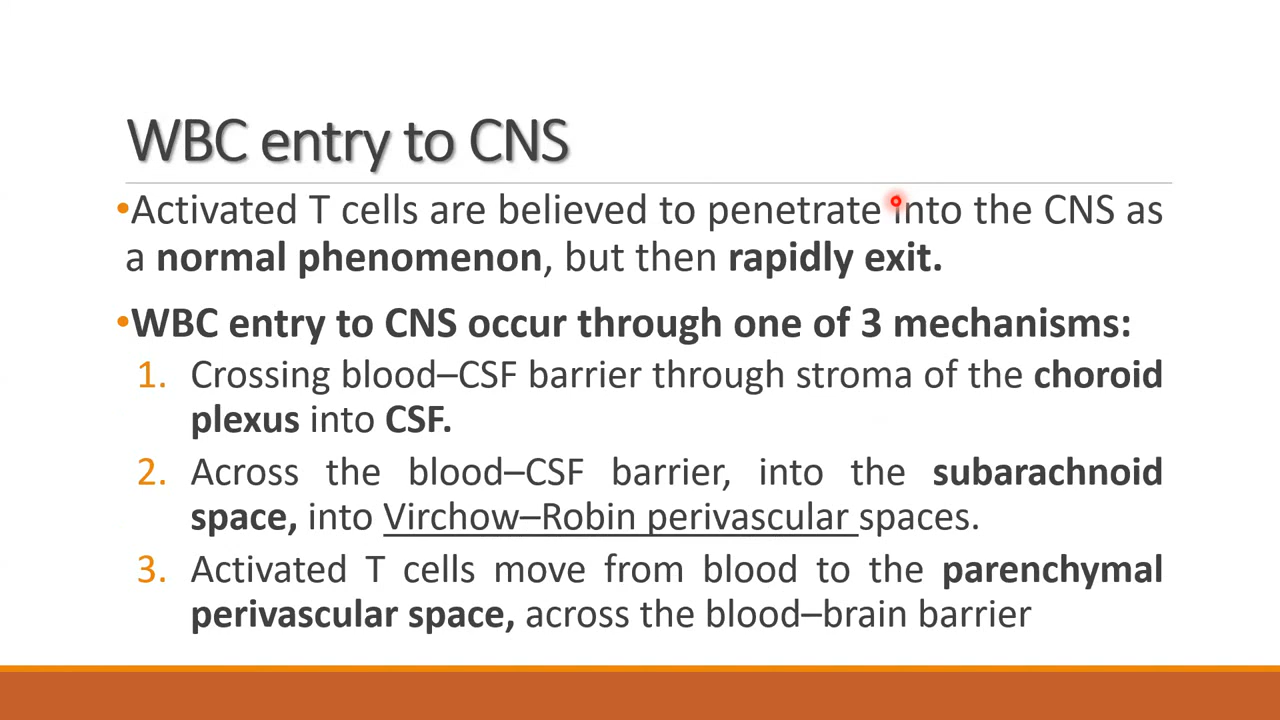 WBC entry to CNS
•Activated T cells are believed to penetrate into the CNS as
a normal phenomenon, but then rapidly exit.
•WBC entry to CNS occur through one of 3 mechanisms:
1. Crossing blood–CSF barrier through stroma of the choroid
plexus into CSF.
2. Across the blood–CSF barrier, into the subarachnoid
space, into Virchow–Robin perivascular spaces.
3. Activated T cells move from blood to the parenchymal
perivascular space, across the blood–brain barrier